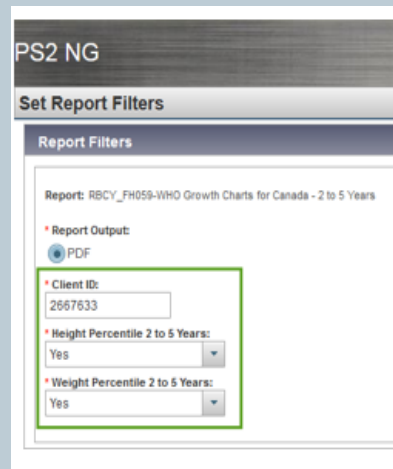 PS2 NG
Set Report Filters
Report Filters
Report: RBCY_FH059-WHO Growth Charts for Canada - 2 to 5 Years
* Report Output:
PDF
* Client ID:
2667633
* Height Percentile 2 to 5 Years:
Yes
* Weight Percentile 2 to 5 Years:
Yes